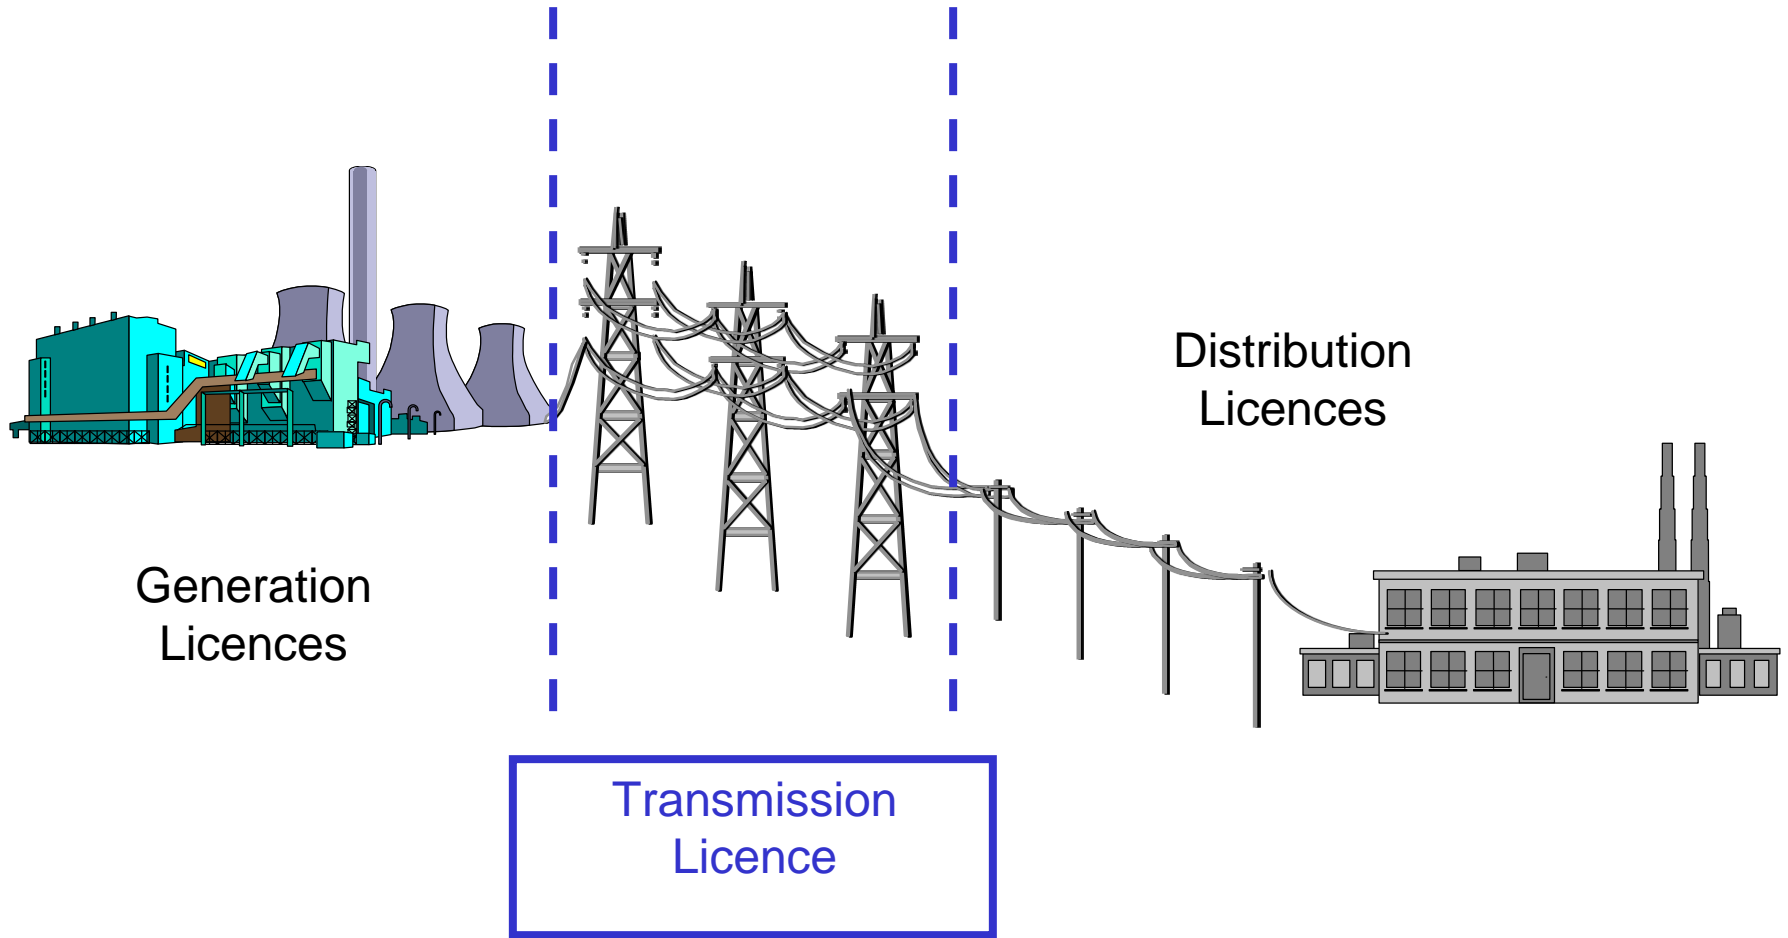 Distribution
Licences
Generation
Licences
Transmission
Licence